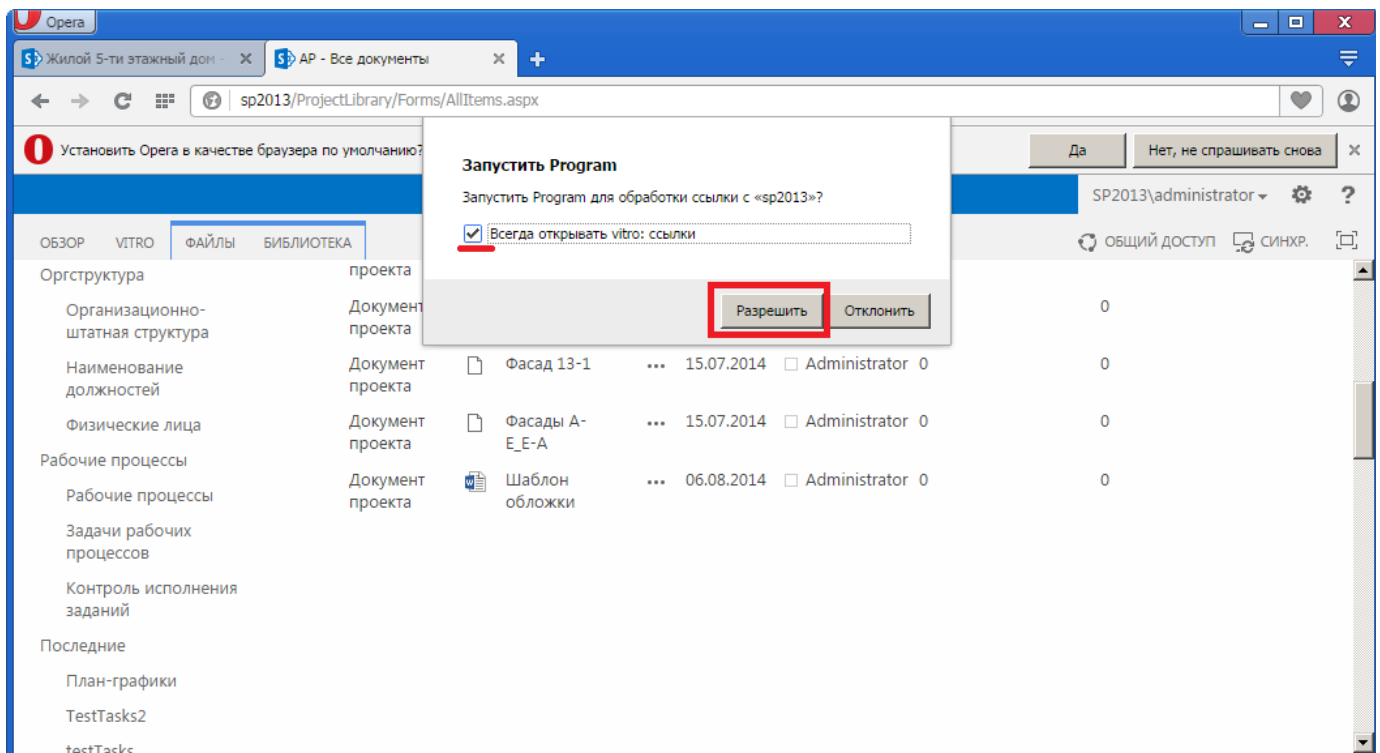 Opera
Жилой 5-ти этажный дом -
АР - Все документы
sp2013/ProjectLibrary/Forms/AllItems.aspx
Установить Opera в качестве браузера по умолчанию?
Да
Нет, не спрашивать снова
Запустить Program
Запустить Program для обработки ссылки с «sp2013»?
Всегда открывать vitro: ссылки
Разрешить
Отклонить
SP2013\administrator
?
ОБЗОР
VITRO
ФАЙЛЫ
БИБЛИОТЕКА
ОБЩИЙ ДОСТУП
СИНХР.
Оргструктура
Организационно-
штатная структура
Наименование
должностей
Физические лица
Рабочие процессы
Рабочие процессы
Задачи рабочих
процессов
Контроль исполнения
заданий
Последние
План-графики
TestTasks2
testTasks
проекта
Документ
проекта
0
Документ
проекта
Фасад 13-1
... 15.07.2014 Administrator 0 0
Документ
проекта
Фасады А-
Е_Е-А
... 15.07.2014 Administrator 0 0
Документ
проекта
Шаблон
обложки
... 06.08.2014 Administrator 0 0